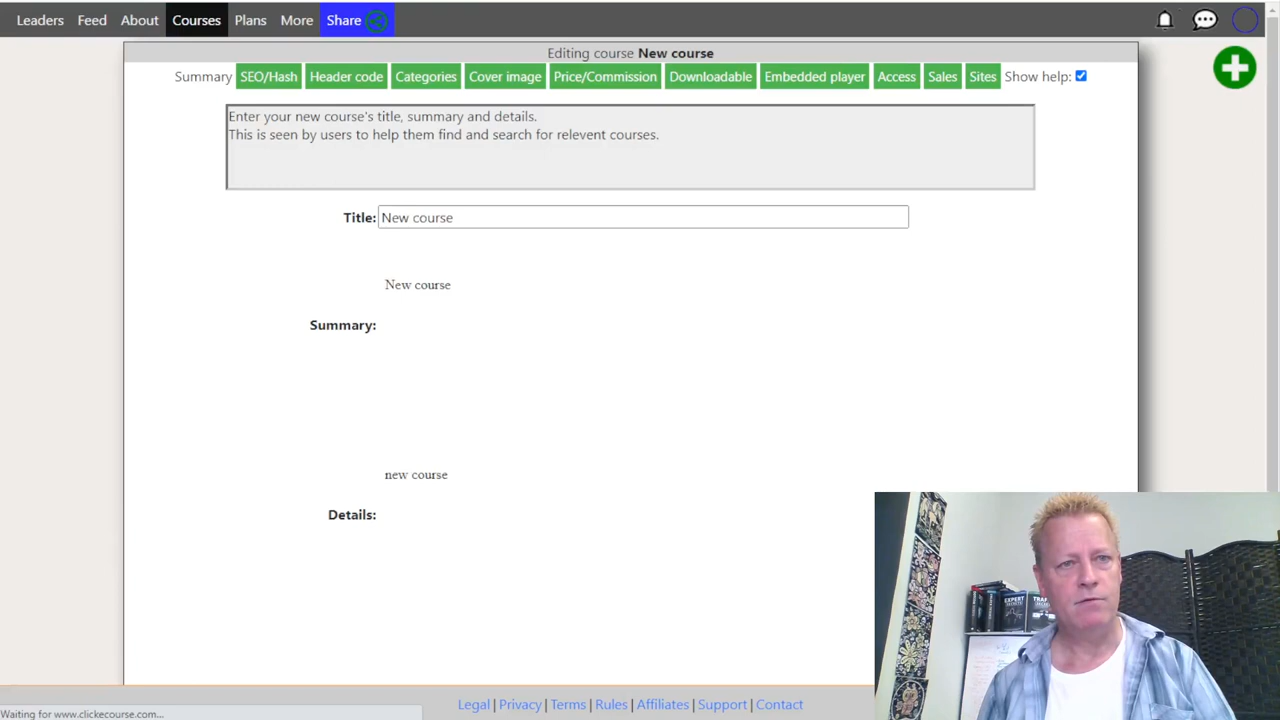 Leaders Feed About Courses Plans More Share
Editing course New course
Summary SEO/Hash Header code Categories Cover image Price/Commission Downloadable Embedded player Access Sales Sites Show help:
Enter your new course's title, summary and details.
This is seen by users to help them find and search for relevent courses.
Title: New course
New course
Summary:
new course
Details:
EXPERT
Legal | Privacy | Terms | Rules | Affiliates | Support | Contact
Waiting for www.clickecourse.com...